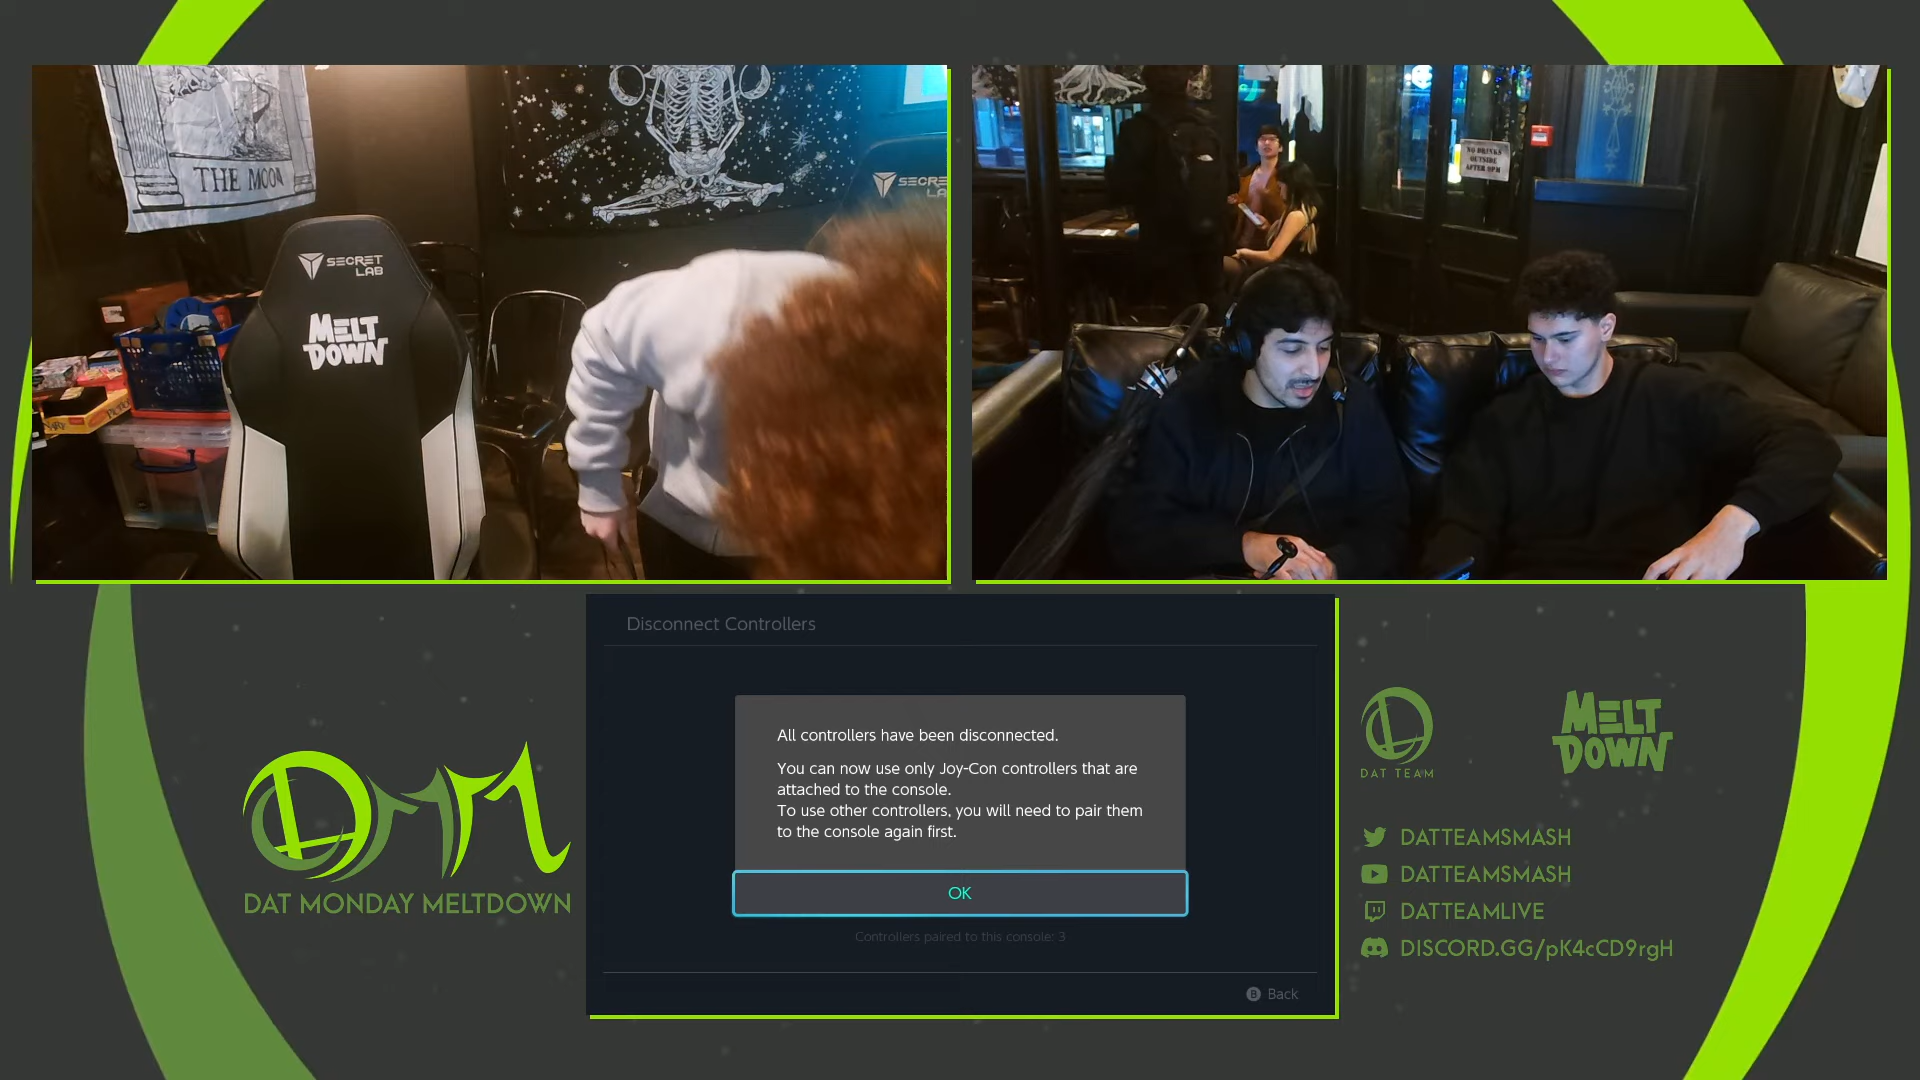 THE MOON
SECRET
LAB
MELT
DOWN
SECRE
LA
NO DRINKS
OUTSIDE
AFTER 9PM
Disconnect Controllers
All controllers have been disconnected.
You can now use only Joy-Con controllers that are
attached to the console.
To use other controllers, you will need to pair them
to the console again first.
OK
Controllers paired to this console: 3
B Back
DMM
DAT MONDAY MELTDOWN
DAT TEAM
MELT
DOWN
DATTEAMSMASH
DATTEAMSMASH
DATTEAMLIVE
DISCORD.GG/pK4cCD9rgH